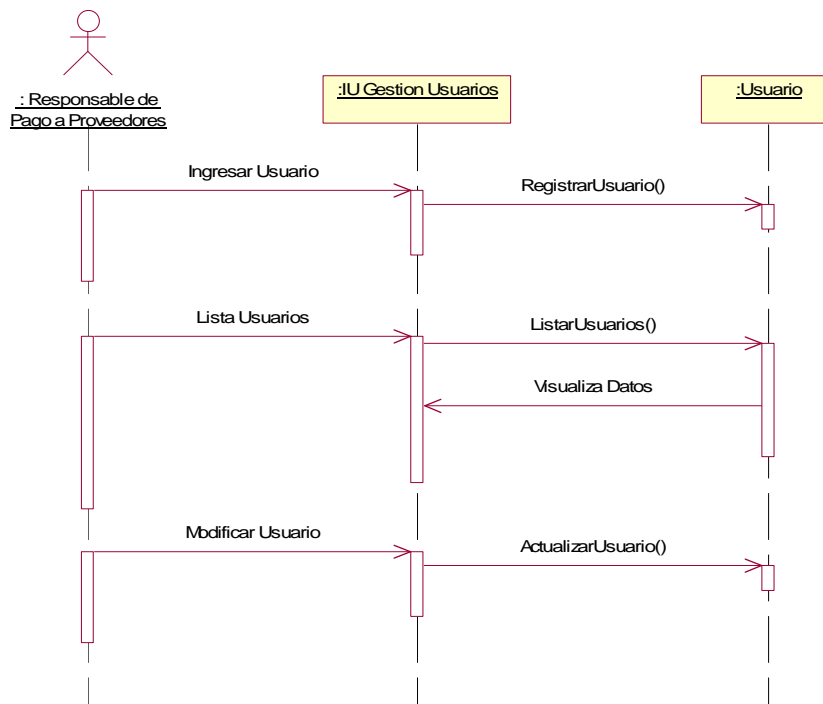 : Responsable de
Pago a Proveedores
:IU Gestion Usuarios
:Usuario
Ingresar Usuario
RegistrarUsuario()
Lista Usuarios
ListarUsuarios()
Visualiza Datos
Modificar Usuario
ActualizarUsuario()